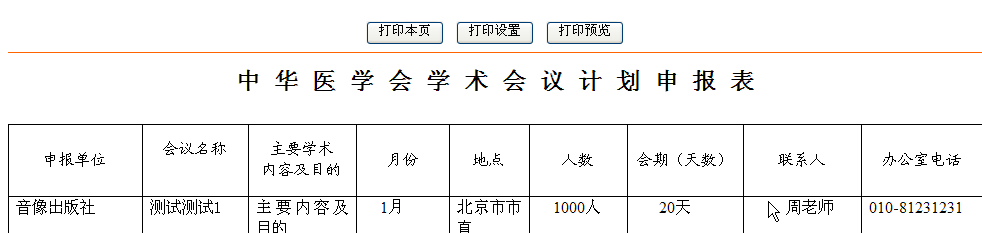 打印本页 打印设置 打印预览
中华医学会学术会议计划申报表
申报单位 会议名称 主要学术 月份 地点 人数 会期（天数） 联系人 办公室电话
内容及目的
音像出版社 测试测试1 主要内容及 1月 北京市市 1000人 20天 周老师 010-81231231
目的 直